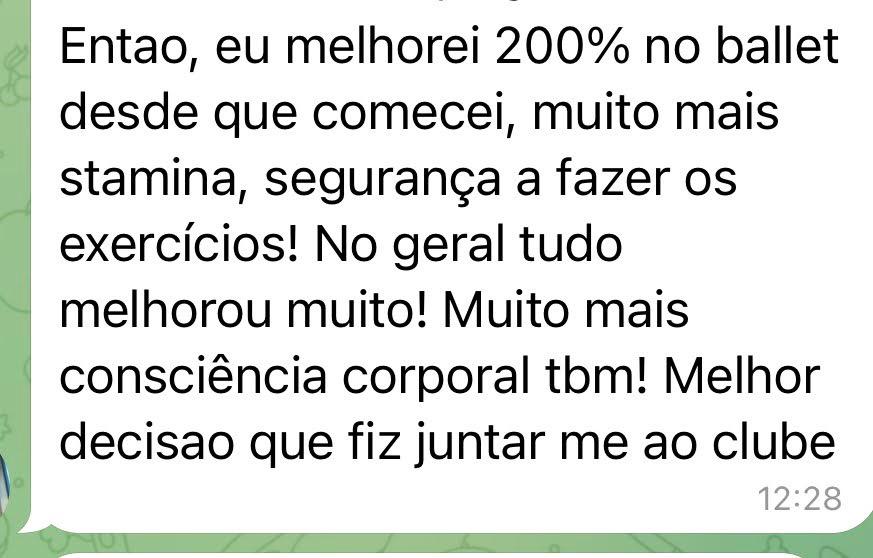 Entao, eu melhorei 200% no ballet
desde que comecei, muito mais
stamina, segurança a fazer os
exercícios! No geral tudo
melhorou muito! Muito mais
consciência corporal tbm! Melhor
decisao que fiz juntar me ao clube
12:28